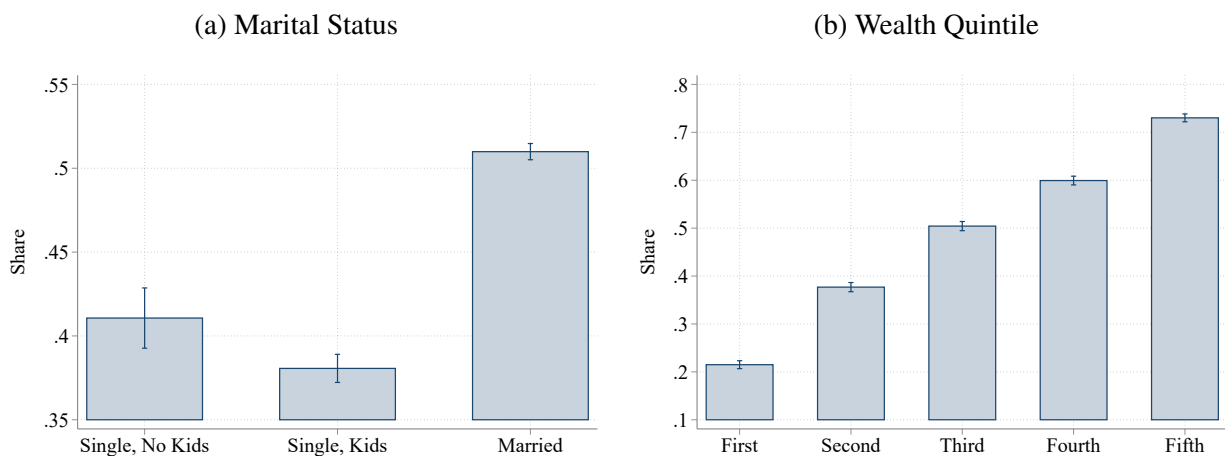 (a) Marital Status
.55
.5
.45
.4
.35
Share
Single, No Kids
Single, Kids
Married
(b) Wealth Quintile
.8
.7
.6
.5
.4
.3
.2
.1
Share
First
Second
Third
Fourth
Fifth